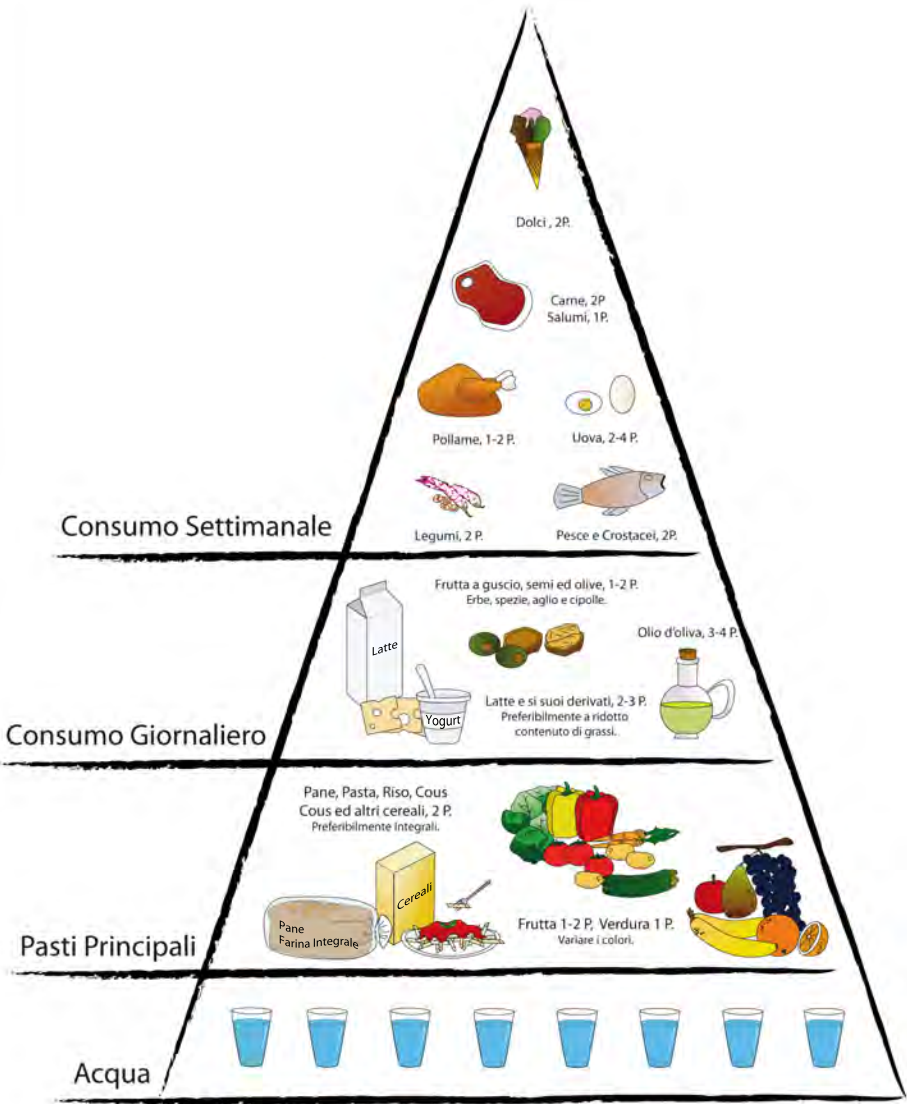 Dolci , 2P.
Carne, 2P
Salumi, 1P.
Pollame, 1-2 P.
Uova, 2-4 P.
Legumi, 2 P.
Pesce e Crostacei, 2P.
Consumo Settimanale
Frutta a guscio, semi ed olive, 1-2 P.
Erbe, spezie, aglio e cipolle.
Olio d'oliva, 3-4 P.
Latte
Latte e si suoi derivati, 2-3 P.
Preferibilmente a ridotto
contenuto di grassi.
Yogurt
Consumo Giornaliero
Pane, Pasta, Riso, Cous
Cous ed altri cereali, 2 P.
Preferibilmente Integrali.
Cereali
Pane
Farina Integrale
Frutta 1-2 P, Verdura 1 P.
Variare i colori.
Pasti Principali
Acqua